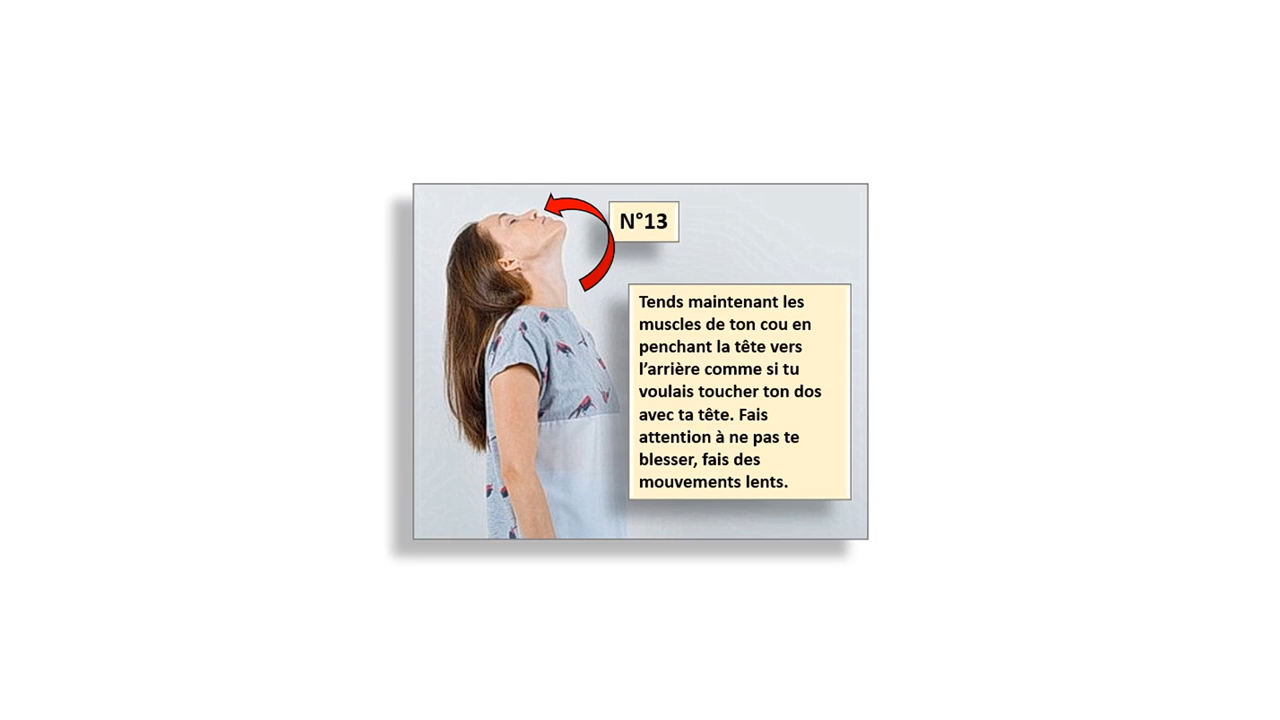 N°13
Tends maintenant les
muscles de ton cou en
penchant la tête vers
l'arrière comme si tu
voulais toucher ton dos
avec ta tête. Fais
attention à ne pas te
blesser, fais des
mouvements lents.